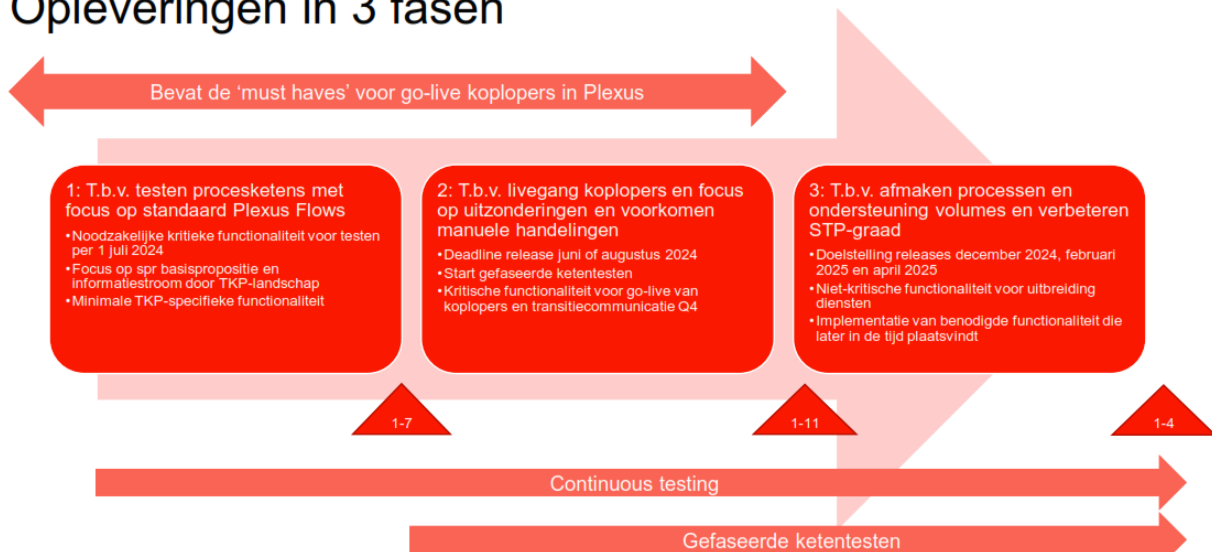 Opleveringen in 3 fasen
Bevat de 'must haves' voor go-live koplopers in Plexus
1: T.b.v. testen procesketens met
focus op standaard Plexus Flows
•Noodzakelijke kritieke functionaliteit voor testen
per 1 juli 2024
•Focus op spr basispropositie en
informatiestroom door TKP-landschap
•Minimale TKP-specifieke functionaliteit
2: T.b.v. livegang koplopers en focus
op uitzonderingen en voorkomen
manuele handelingen
•Deadline release juni of augustus 2024
•Start gefaseerde ketentesten
•Kritische functionaliteit voor go-live van
koplopers en transitiecommunicatie Q4
3: T.b.v. afmaken processen en
ondersteuning volumes en verbeteren
STP-graad
•Doelstelling releases december 2024, februari
2025 en april 2025
•Niet-kritische functionaliteit voor uitbreiding
diensten
•Implementatie van benodigde functionaliteit die
later in de tijd plaatsvindt
1-7
1-11
1-4
Continuous testing
Gefaseerde ketentesten